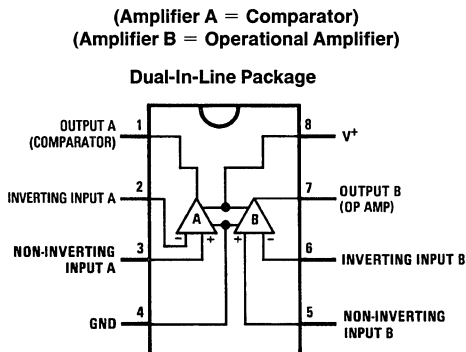 (Amplifier A = Comparator)
(Amplifier B = Operational Amplifier)
Dual-In-Line Package
OUTPUT A
(COMPARATOR)
1
8
V+
INVERTING INPUT A
2
7
OUTPUT B
(OP AMP)
A
B
-
+
+
-
NON-INVERTING
INPUT A
3
6
INVERTING INPUT B
GND
4
5
NON-INVERTING
INPUT B